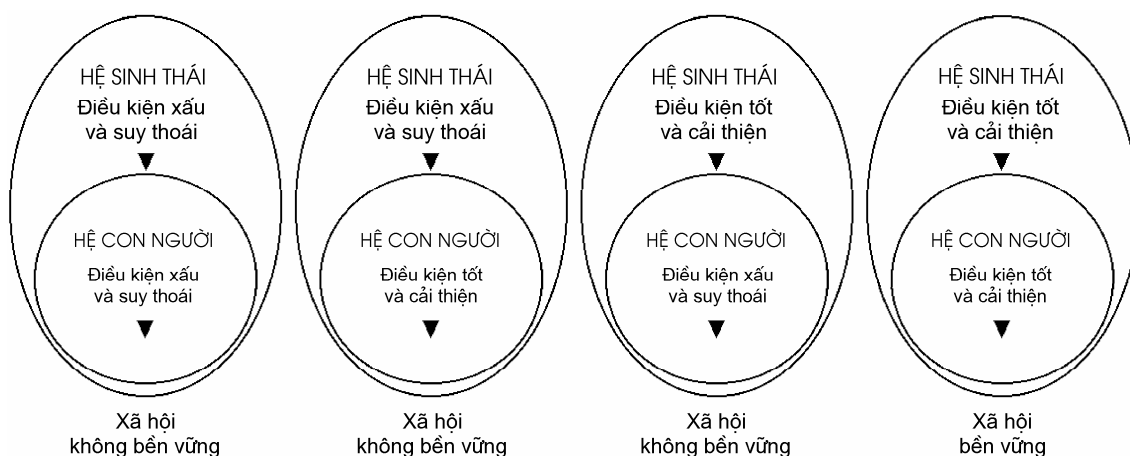 HỆ SINH THÁI
Điều kiện xấu
và suy thoái
HỆ CON NGƯỜI
Điều kiện xấu
và suy thoái
Xã hội
không bền vững
HỆ SINH THÁI
Điều kiện xấu
và suy thoái
HỆ CON NGƯỜI
Điều kiện tốt
và cải thiện
Xã hội
không bền vững
HỆ SINH THÁI
Điều kiện tốt
và cải thiện
HỆ CON NGƯỜI
Điều kiện xấu
và suy thoái
Xã hội
không bền vững
HỆ SINH THÁI
Điều kiện tốt
và cải thiện
HỆ CON NGƯỜI
Điều kiện tốt
và cải thiện
Xã hội
bền vững